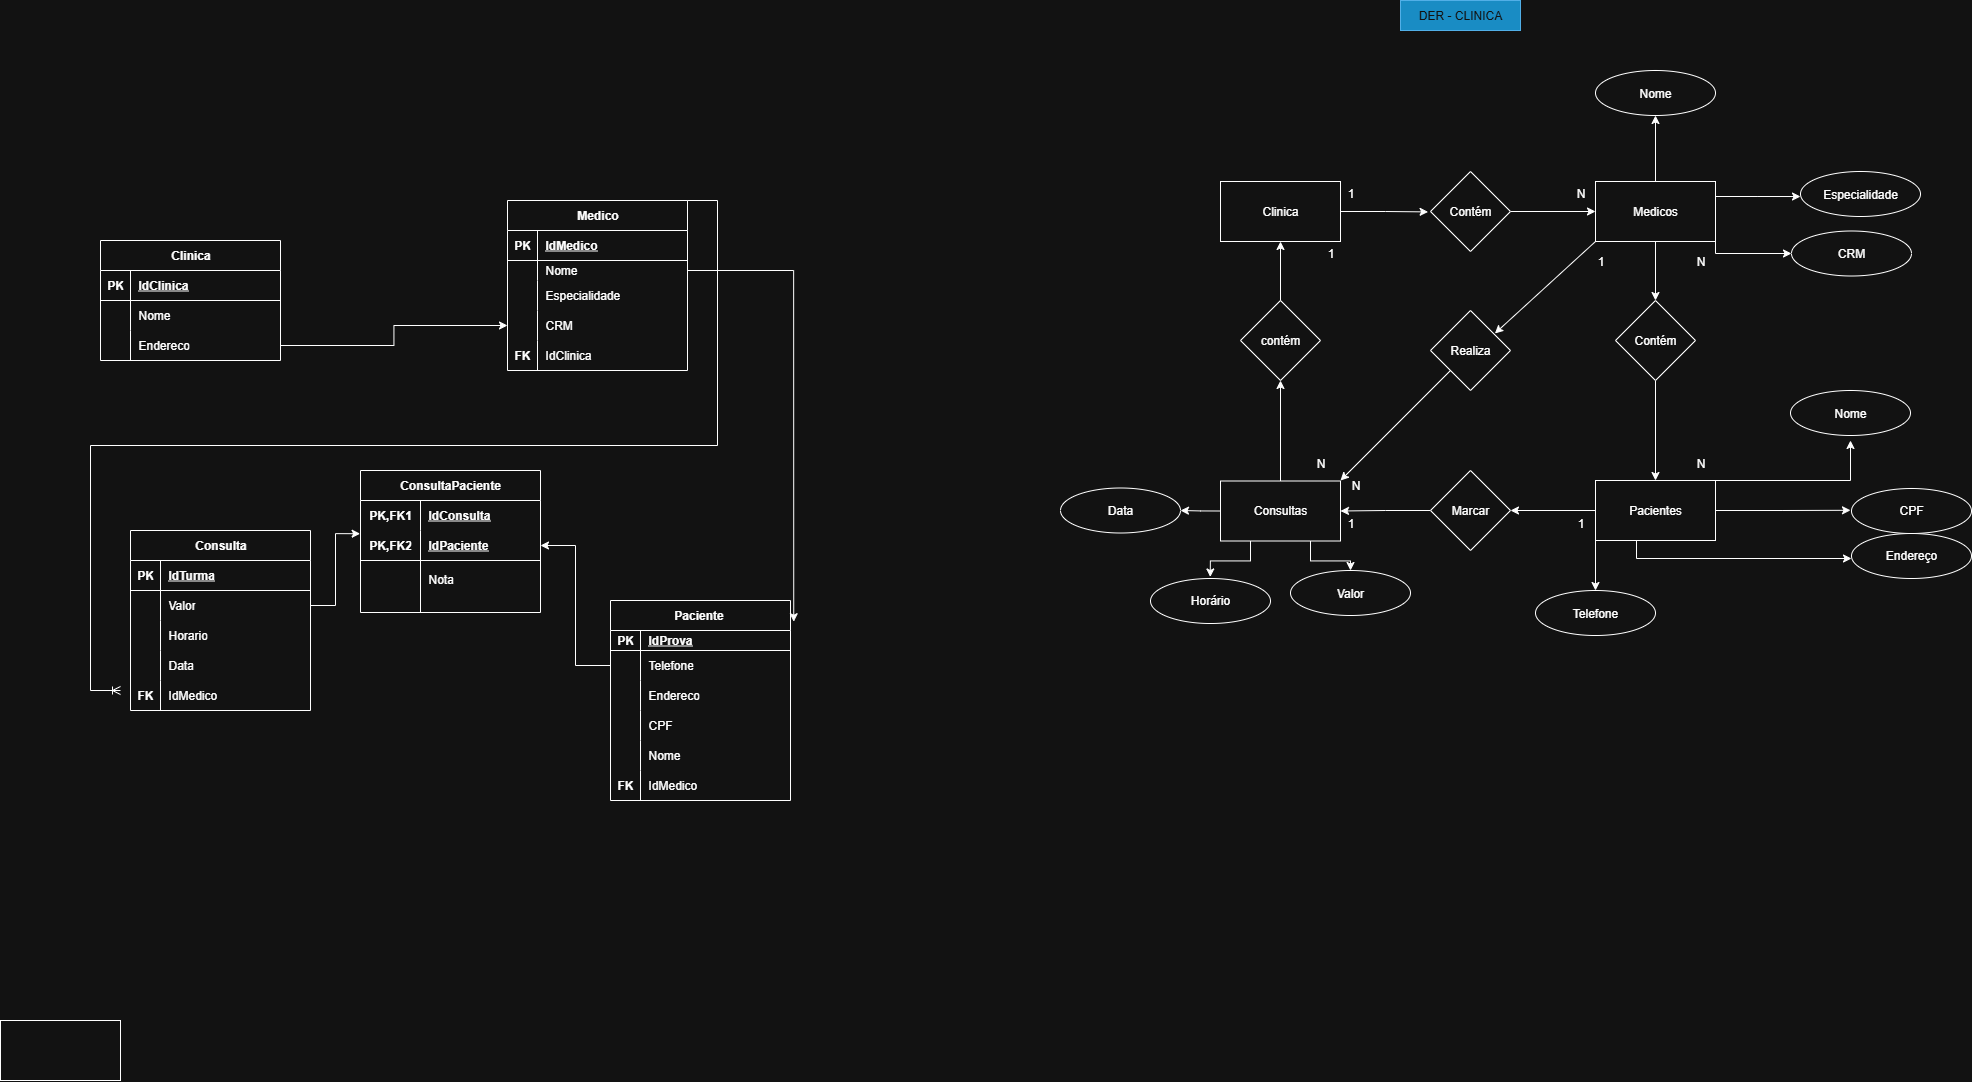 DER - CLINICA
Clinica
PK IdClinica
Nome
Endereco
Medico
PK IdMedico
Nome
Especialidade
CRM
FK IdClinica
ConsultaPaciente
PK,FK1 IdConsulta
PK,FK2 IdPaciente
Nota
Consulta
PK IdTurma
Valor
Horario
Data
FK IdMedico
Paciente
PK IdProva
Telefone
Endereco
CPF
Nome
FK IdMedico
Nome
Clinica
1
Contém
N
Medicos
Especialidade
CRM
1
1
N
contém
Realiza
Contém
Nome
N
N
N
Data
Consultas
1
Marcar
1
Pacientes
CPF
Endereço
Horário
Valor
Telefone